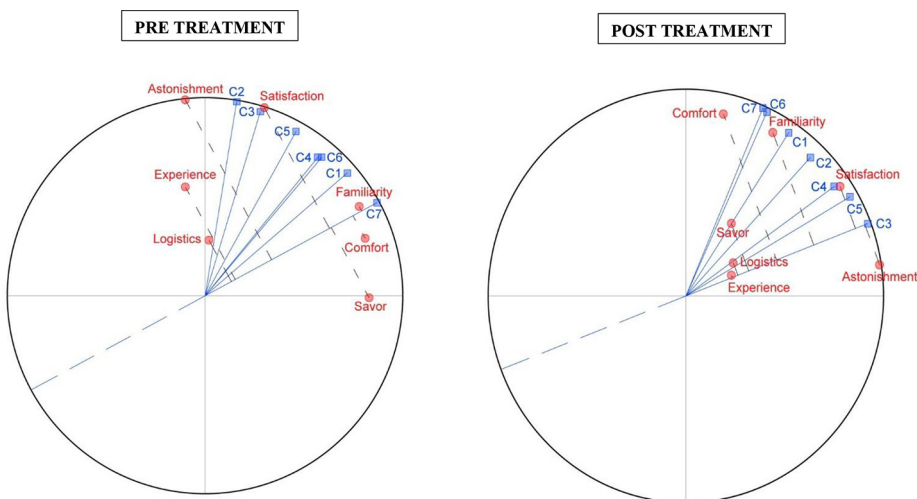 PRE TREATMENT
POST TREATMENT
Astonishment
C2
C3
Satisfaction
C5
C4
C6
C1
Experience
Familiarity
C7
Logistics
Comfort
Savor
Comfort
C7
C6
Familiarity
C1
C2
C4
Satisfaction
C5
C3
Savor
Logistics
Astonishment
Experience